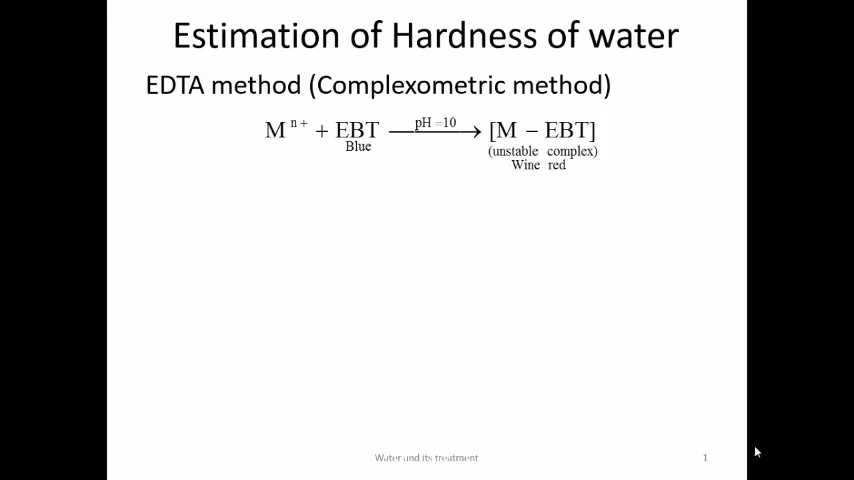 Estimation of Hardness of water
EDTA method (Complexometric method)
M n+ + EBT pH =10 → [M − EBT]
Blue (unstable complex)
Wine red
Water and its treatment 1